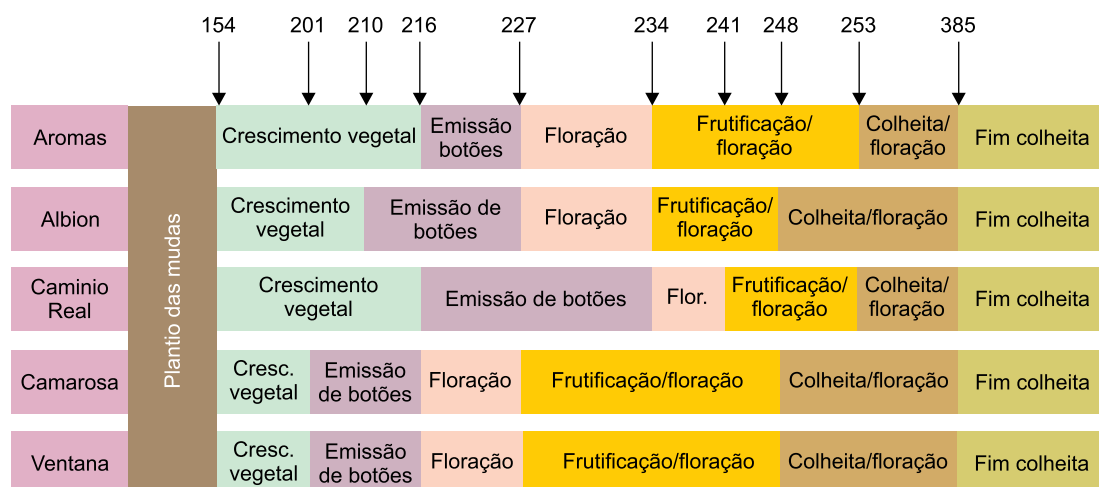 154 201 210 216 227 234 241 248 253 385
Plantio das mudas
Aromas
Crescimento vegetal
Emissão
botões
Floração
Frutificação/
floração
Colheita/
floração
Fim colheita
Albion
Crescimento
vegetal
Emissão de
botões
Floração
Frutificação/
floração
Colheita/floração
Fim colheita
Caminio
Real
Crescimento
vegetal
Emissão de botões
Flor.
Frutificação/
floração
Colheita/
floração
Fim colheita
Camarosa
Cresc.
vegetal
Emissão
de botões
Floração
Frutificação/floração
Colheita/floração
Fim colheita
Ventana
Cresc.
vegetal
Emissão
de botões
Floração
Frutificação/floração
Colheita/floração
Fim colheita